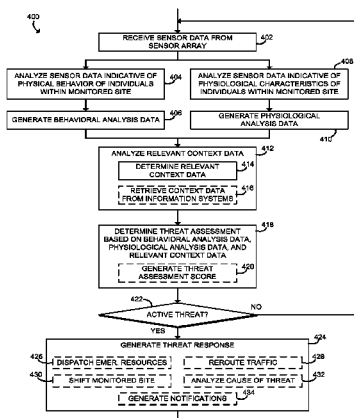 400
RECEIVE SENSOR DATA FROM
SENSOR ARRAY
402
ANALYZE SENSOR DATA INDICATIVE OF
PHYSICAL BEHAVIOR OF INDIVIDUALS
WITHIN MONITORED SITE
404
ANALYZE SENSOR DATA INDICATIVE OF
PHYSIOLOGICAL CHARACTERISTICS OF
INDIVIDUALS WITHIN MONITORED SITE
408
GENERATE BEHAVIORAL ANALYSIS DATA
406
GENERATE PHYSIOLOGICAL
ANALYSIS DATA
410
ANALYZE RELEVANT CONTEXT DATA
412
DETERMINE RELEVANT
CONTEXT DATA
414
RETRIEVE CONTEXT DATA
FROM INFORMATION SYSTEMS
416
DETERMINE THREAT ASSESSMENT
BASED ON BEHAVIORAL ANALYSIS DATA,
PHYSIOLOGICAL ANALYSIS DATA, AND
RELEVANT CONTEXT DATA
418
GENERATE THREAT
ASSESSMENT SCORE
420
422
ACTIVE THREAT?
NO
YES
GENERATE THREAT RESPONSE
424
426
DISPATCH EMER. RESOURCES
REROUTE TRAFFIC
428
430
SHIFT MONITORED SITE
ANALYZE CAUSE OF THREAT
432
GENERATE NOTIFICATIONS
434